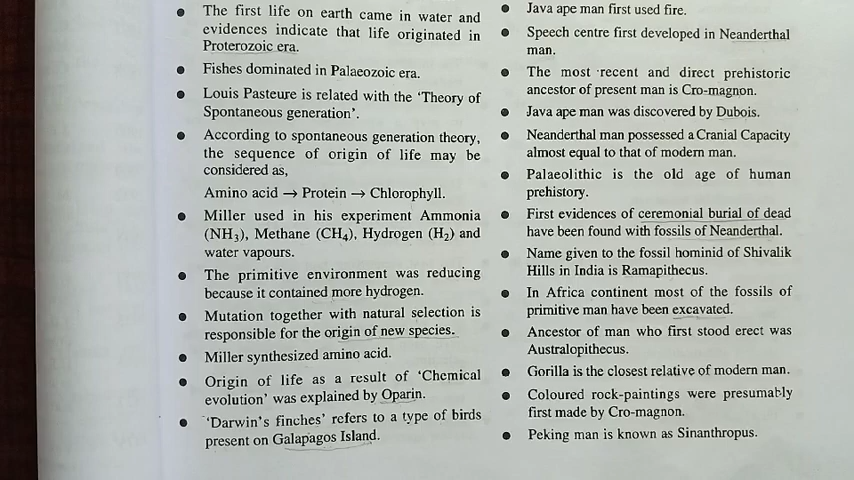 ● The first life on earth came in water and
evidences indicate that life originated in
Proterozoic era.
● Fishes dominated in Palaeozoic era.
● Louis Pasteur is related with the 'Theory of
Spontaneous generation'.
● According to spontaneous generation theory,
the sequence of origin of life may be
considered as,
Amino acid → Protein → Chlorophyll.
● Miller used in his experiment Ammonia
(NH₃), Methane (CH₄), Hydrogen (H₂) and
water vapours.
● The primitive environment was reducing
because it contained more hydrogen.
● Mutation together with natural selection is
responsible for the origin of new species.
● Miller synthesized amino acid.
● Origin of life as a result of 'Chemical
evolution' was explained by Oparin.
● 'Darwin's finches' refers to a type of birds
present on Galapagos Island.
● Java ape man first used fire.
● Speech centre first developed in Neanderthal
man.
● The most recent and direct prehistoric
ancestor of present man is Cro-magnon.
● Java ape man was discovered by Dubois.
● Neanderthal man possessed a Cranial Capacity
almost equal to that of modern man.
● Palaeolithic is the old age of human
prehistory.
● First evidences of ceremonial burial of dead
have been found with fossils of Neanderthal.
● Name given to the fossil hominid of Shivalik
Hills in India is Ramapithecus.
● In Africa continent most of the fossils of
primitive man have been excavated.
● Ancestor of man who first stood erect was
Australopithecus.
● Gorilla is the closest relative of modern man.
● Coloured rock-paintings were presumably
first made by Cro-magnon.
● Peking man is known as Sinanthropus.